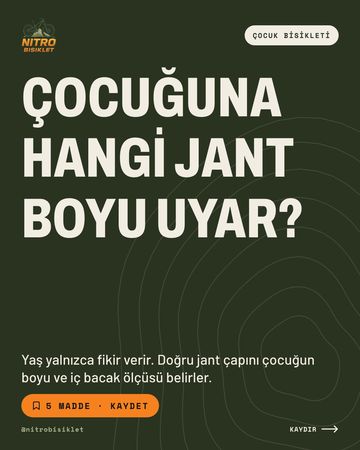 NITRO
BISIKLET
ÇOCUK BİSİKLETİ
ÇOCUĞUNA
HANGİ JANT
BOYU UYAR?
Yaş yalnızca fikir verir. Doğru jant çapını çocuğun
boyu ve iç bacak ölçüsü belirler.
5 MADDE · KAYDET
@nitrobisiklet
KAYDIR →